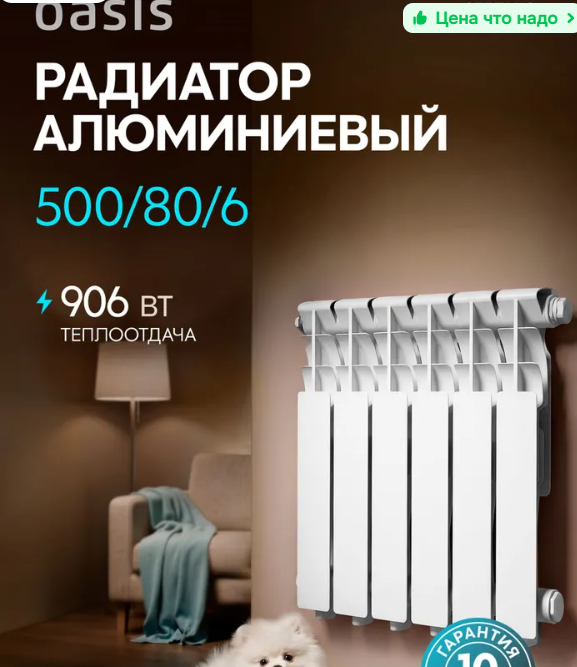 oasis
Цена что надо
РАДИАТОР
АЛЮМИНИЕВЫЙ
500/80/6
906 ВТ
ТЕПЛООТДАЧА
ГАРАНТИЯ
10